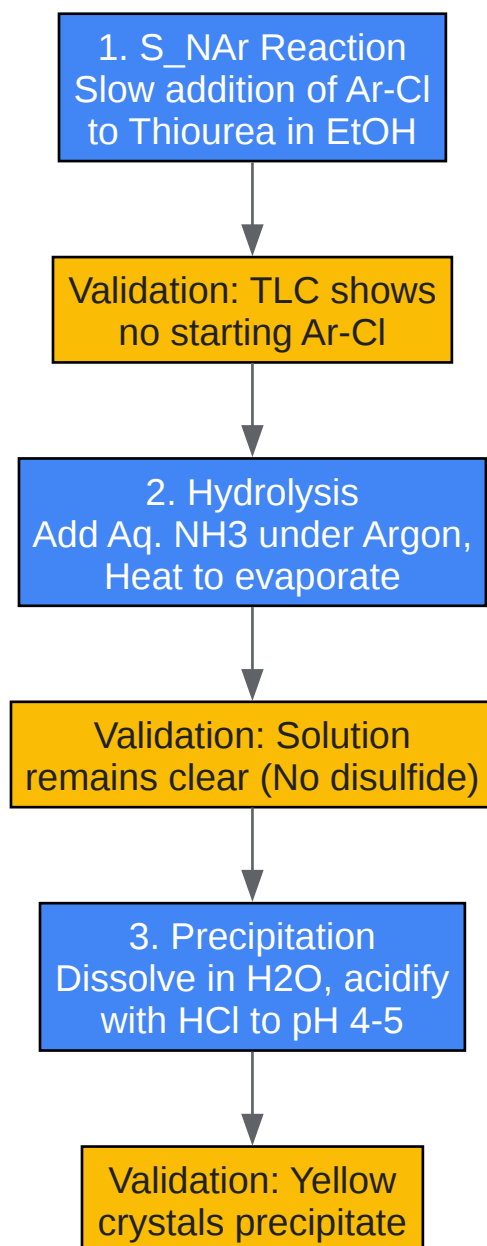 1. S_NAr Reaction
Slow addition of Ar-Cl
to Thiourea in EtOH
Validation: TLC shows
no starting Ar-Cl
2. Hydrolysis
Add Aq. NH3 under Argon,
Heat to evaporate
Validation: Solution
remains clear (No disulfide)
3. Precipitation
Dissolve in H2O, acidify
with HCl to pH 4-5
Validation: Yellow
crystals precipitate